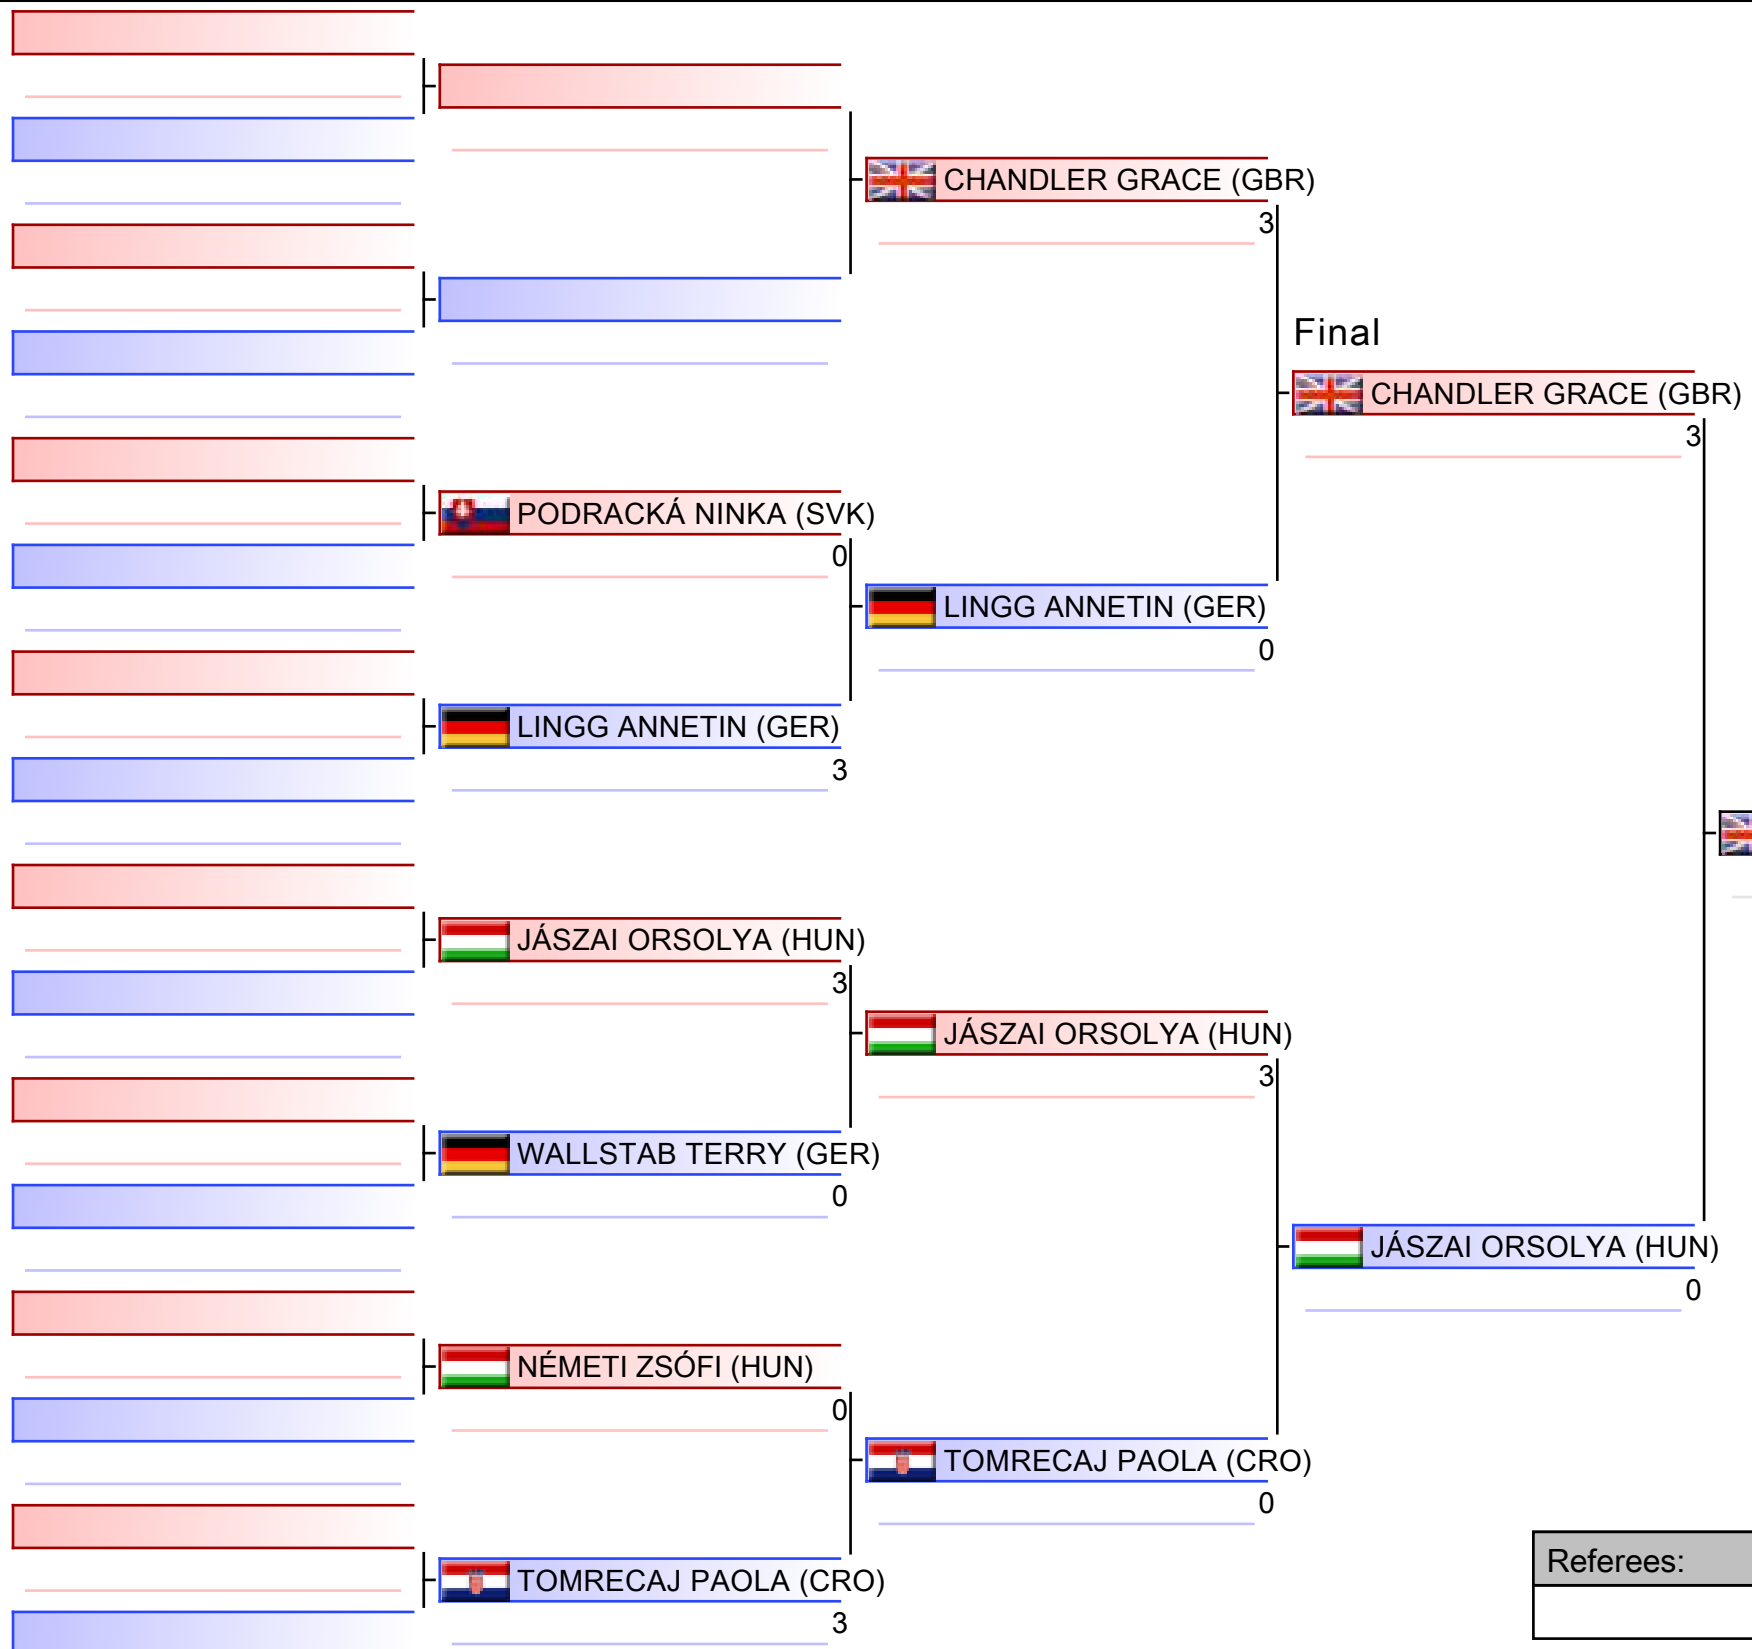 CHANDLER GRACE (GBR)
3
Final
CHANDLER GRACE (GBR)
3
PODRACKÁ NINKA (SVK)
0
LINGG ANNETIN (GER)
0
LINGG ANNETIN (GER)
3
JÁSZAI ORSOLYA (HUN)
3
JÁSZAI ORSOLYA (HUN)
3
WALLSTAB TERRY (GER)
0
JÁSZAI ORSOLYA (HUN)
0
NÉMETI ZSÓFI (HUN)
0
TOMRECAJ PAOLA (CRO)
0
Referees:
TOMRECAJ PAOLA (CRO)
3